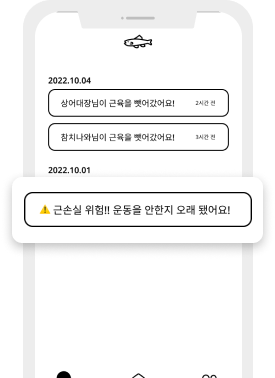 2022.10.04
상어대장님이 근육을 뺏어갔어요!
2시간 전
참치나와님이 근육을 뺏어갔어요!
3시간 전
2022.10.01
⚠️ 근손실 위험!! 운동을 안한지 오래 됐어요!